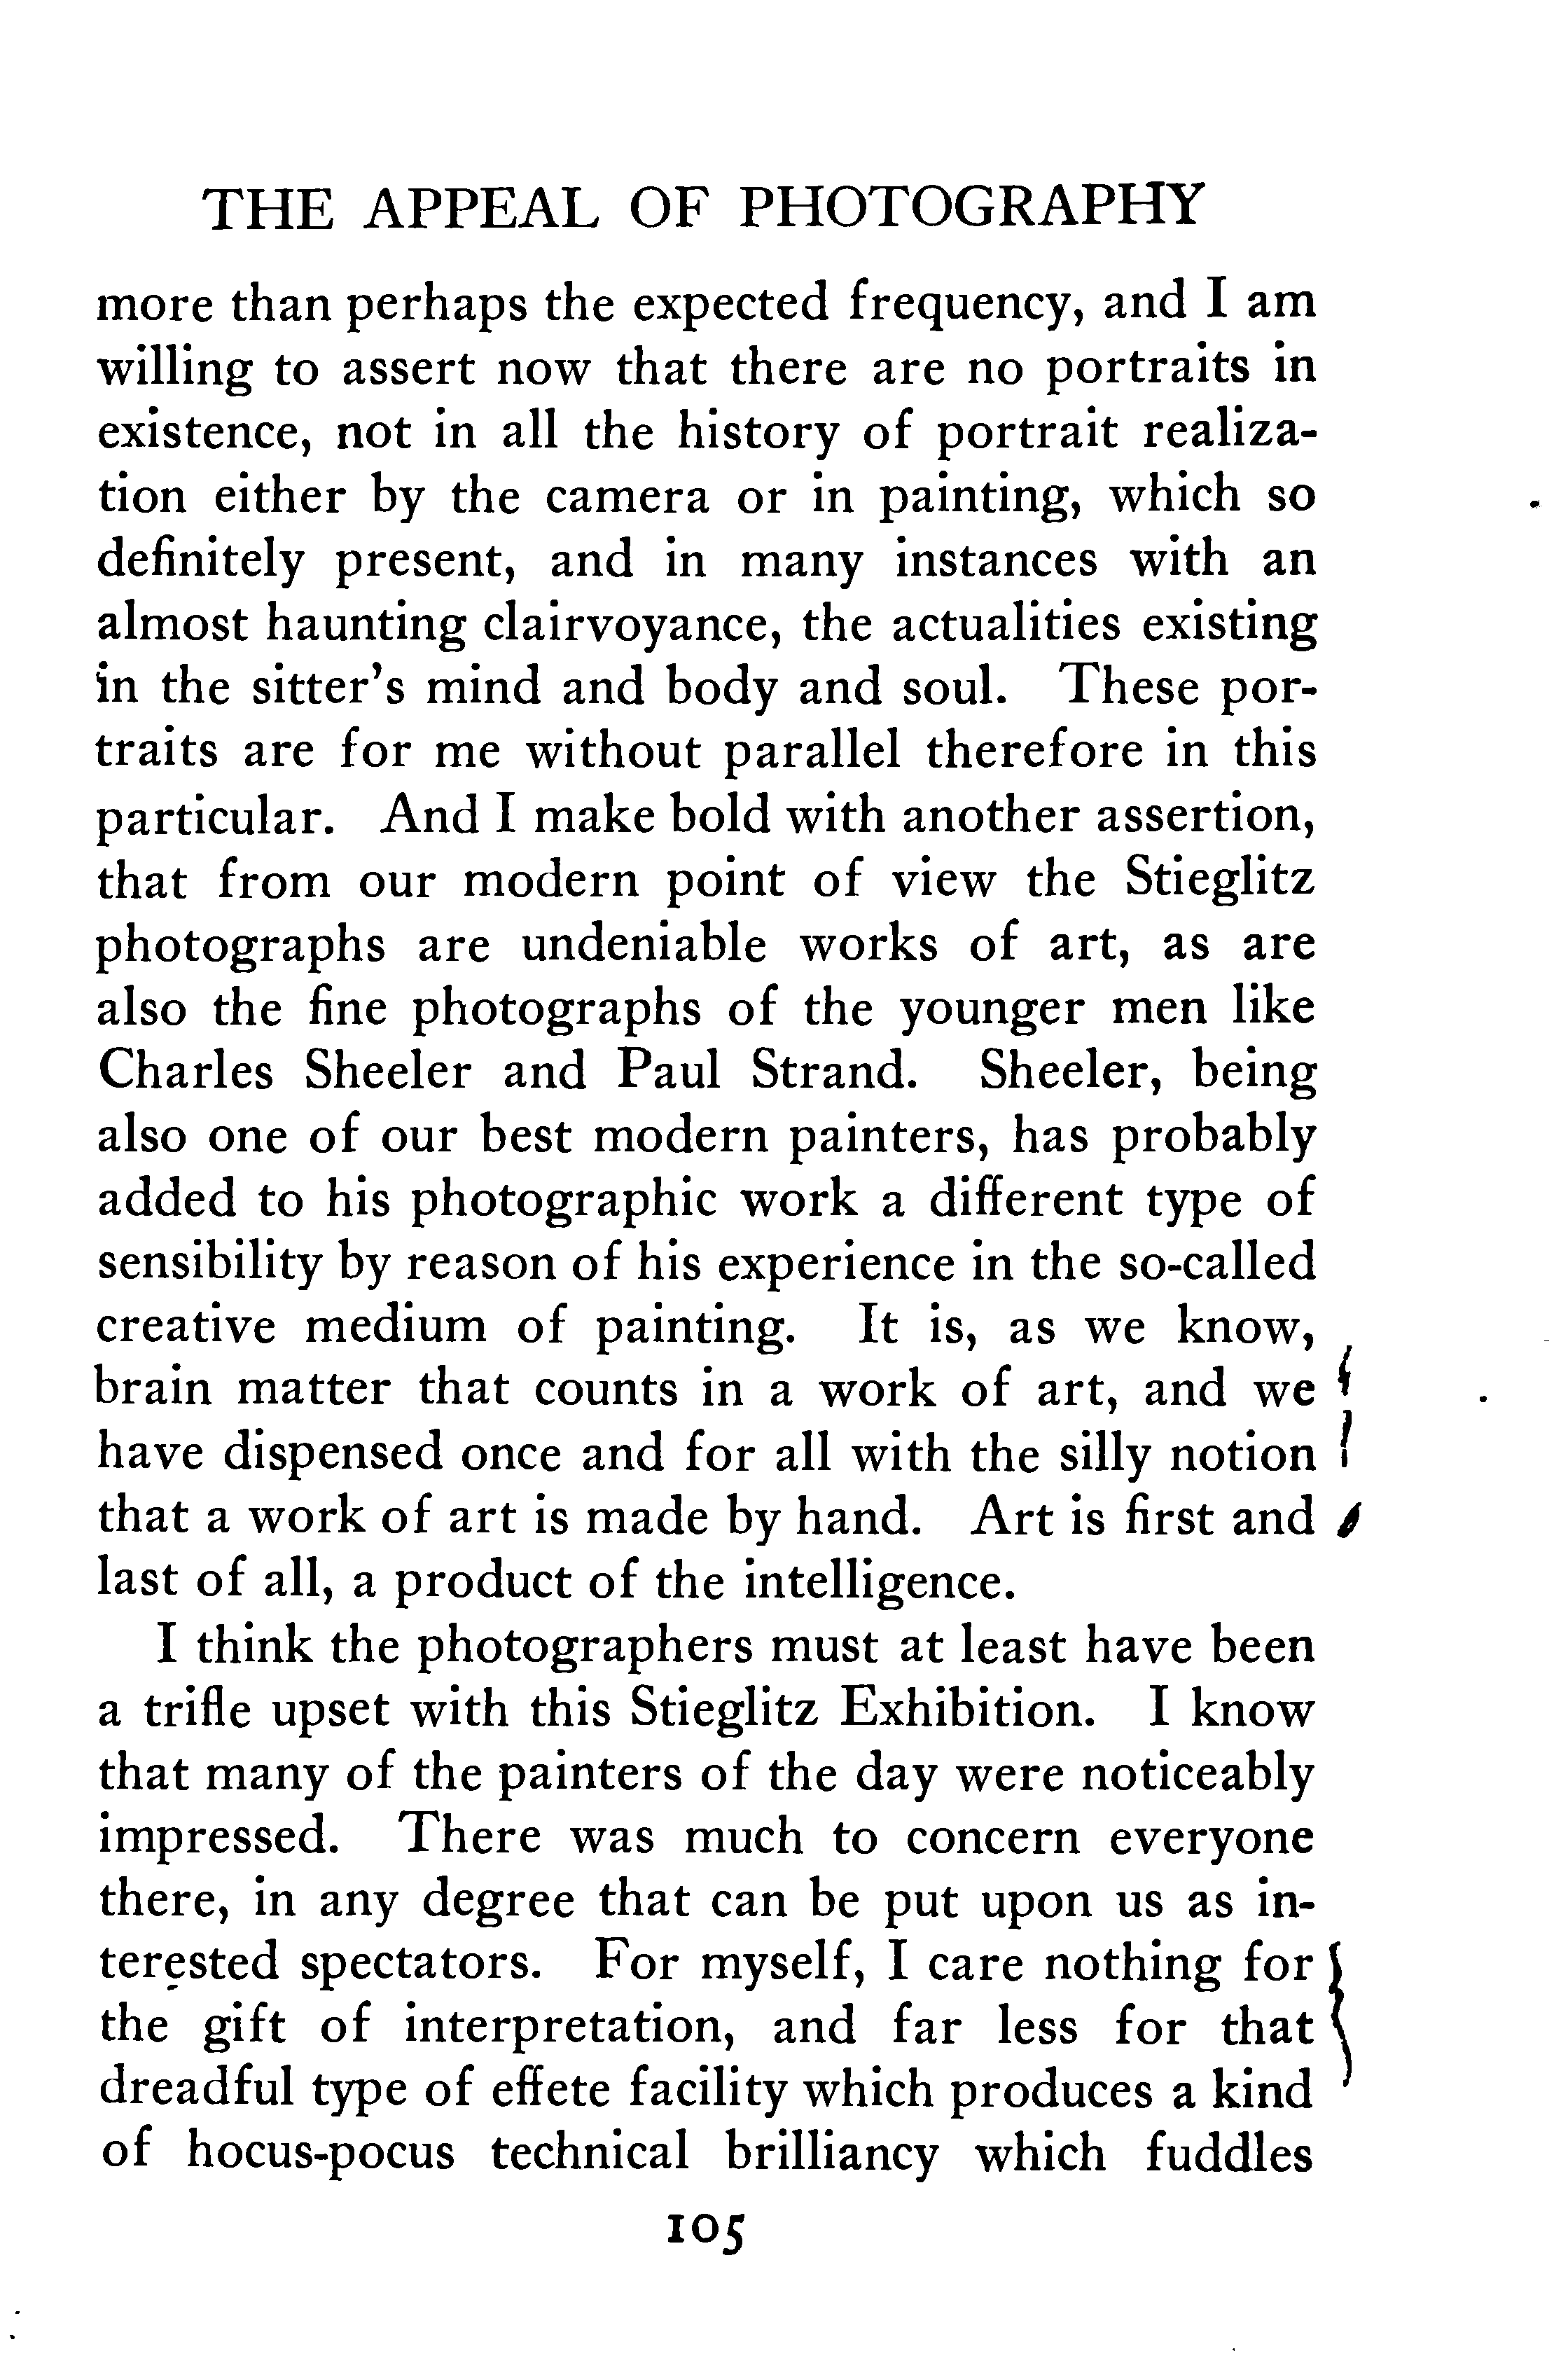 THE APPEAL OF PHOTOGRAPHY
more than perhaps the expected frequency, and I am
willing to assert now that there are no portraits in
existence, not in all the history of portrait realiza-
tion either by the camera or in painting, which so
definitely present, and in many instances with an
almost haunting clairvoyance, the actualities existing
in the sitter's mind and body and soul. These por-
traits are for me without parallel therefore in this
particular. And I make bold with another assertion,
that from our modern point of view the Stieglitz
photographs are undeniable works of art, as are
also the fine photographs of the younger men like
Charles Sheeler and Paul Strand. Sheeler, being
also one of our best modern painters, has probably
added to his photographic work a different type of
sensibility by reason of his experience in the so-called
creative medium of painting. It is, as we know,
brain matter that counts in a work of art, and we
have dispensed once and for all with the silly notion
that a work of art is made by hand. Art is first and
last of all, a product of the intelligence.
I think the photographers must at least have been
a trifle upset with this Stieglitz Exhibition. I know
that many of the painters of the day were noticeably
impressed. There was much to concern everyone
there, in any degree that can be put upon us as in-
terested spectators. For myself, I care nothing for
the gift of interpretation, and far less for that
dreadful type of effete facility which produces a kind
of hocus-pocus technical brilliancy which fuddles
105